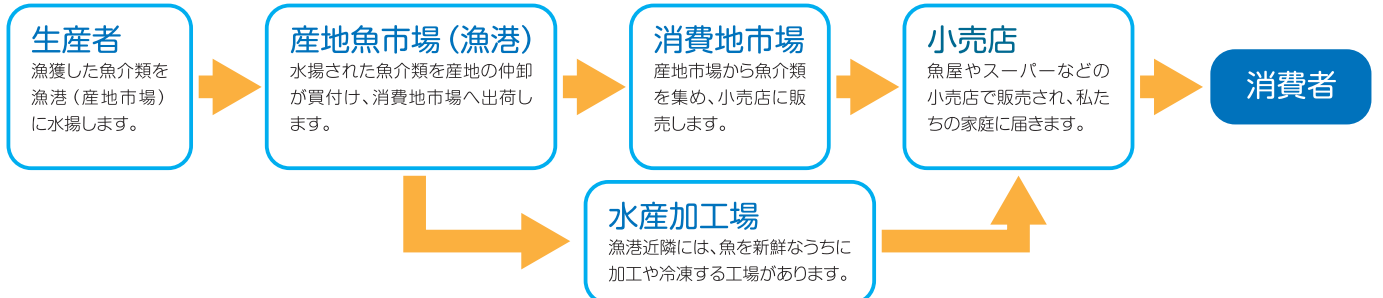 生産者
漁獲した魚介類を
漁港（産地市場）
に水揚します。
産地魚市場（漁港）
水揚された魚介類を産地の仲卸
が買付け、消費地市場へ出荷し
ます。
消費地市場
産地市場から魚介類
を集め、小売店に販
売します。
小売店
魚屋やスーパーなどの
小売店で販売され、私た
ちの家庭に届きます。
消費者
水産加工場
漁港近隣には、魚を新鮮なうちに
加工や冷凍する工場があります。